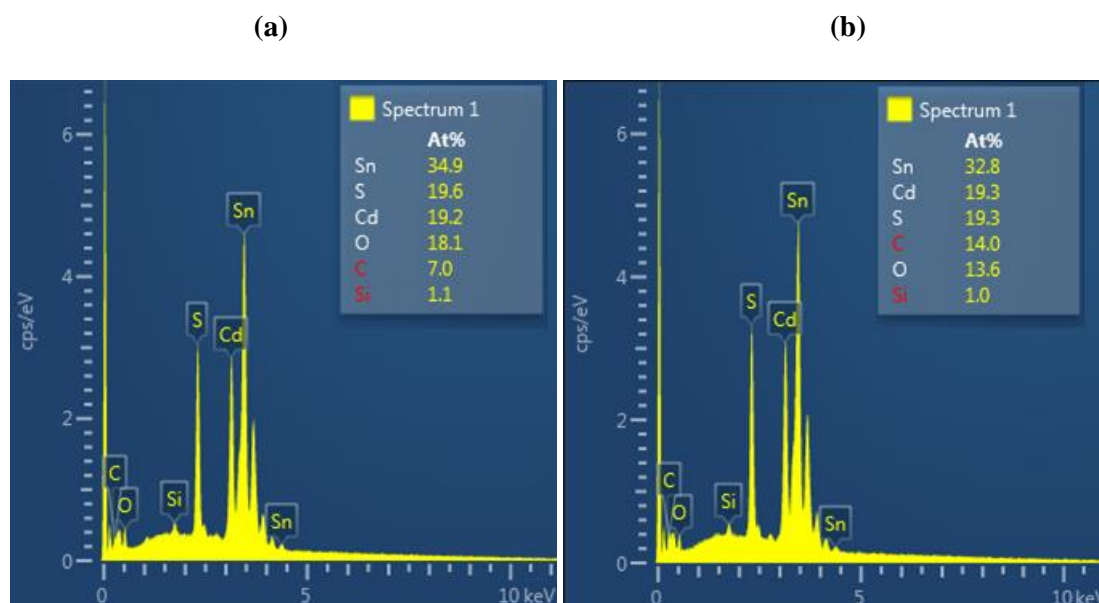 (a)
(b)
Spectrum 1
At%
Sn 34.9
S 19.6
Cd 19.2
O 18.1
C 7.0
Si 1.1
6
4
2
0
cps/eV
Sn
S
Cd
C
O
Si
Sn
0
5
10 keV
Spectrum 1
At%
Sn 32.8
Cd 19.3
S 19.3
C 14.0
O 13.6
Si 1.0
6
4
2
0
cps/eV
Sn
S
Cd
C
O
Si
Sn
0
5
10 keV